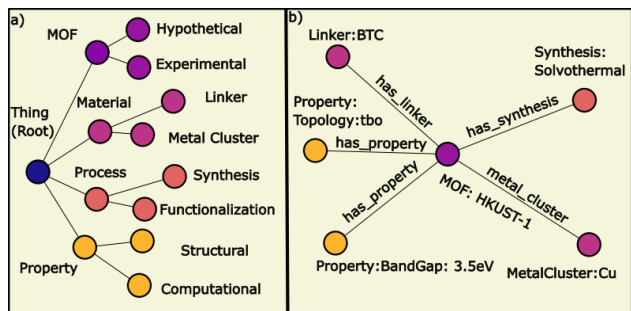 a)
MOF
Hypothetical
Experimental
Thing
(Root)
Material
Linker
Metal Cluster
Process
Synthesis
Functionalization
Property
Structural
Computational
b)
Linker:BTC
Synthesis:
Solvothermal
has_linker
has_synthesis
Property:
Topology:tbo
has_property
has_property
metal_cluster
MOF: HKUST-1
Property:BandGap: 3.5eV
MetalCluster:Cu